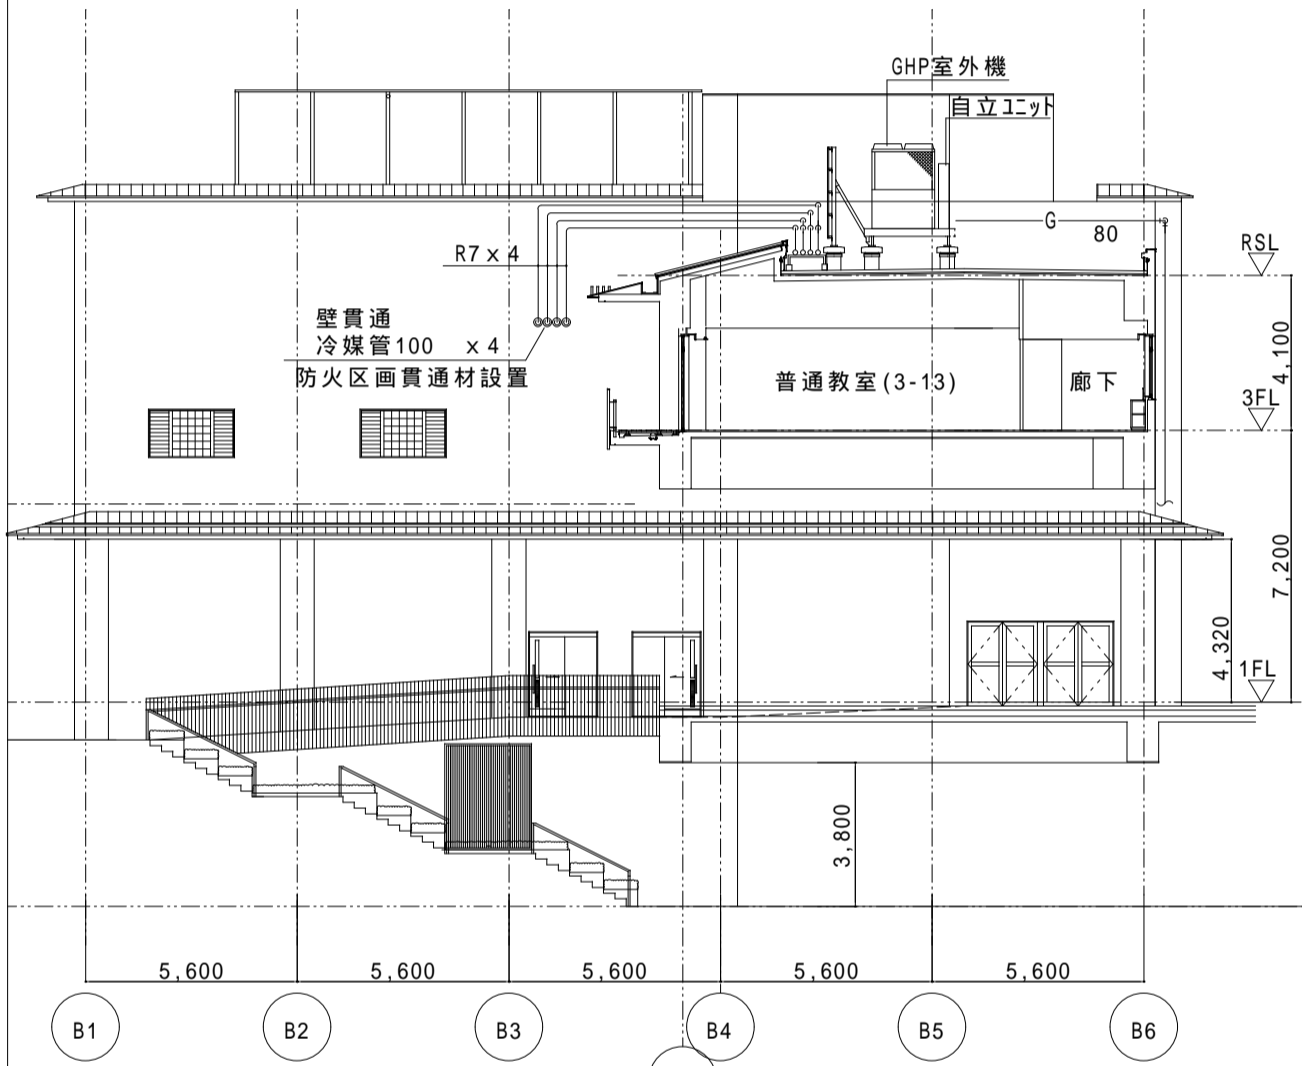 GHP室外機
自立ユニット
G
80
RSL
R7×4
壁貫通
冷媒管100 ×4
防火区画貫通材設置
4,100
普通教室(3-13)
廊下
3FL
7,200
4,320
1FL
3,800
5,600
5,600
5,600
5,600
5,600
B1
B2
B3
B4
B5
B6